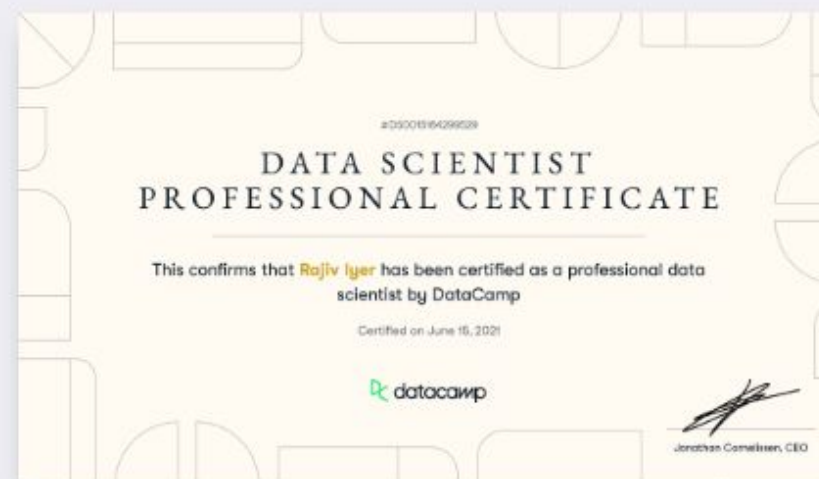 DATA SCIENTIST
PROFESSIONAL CERTIFICATE
This confirms that Rajiv Iyer has been certified as a professional data
scientist by DataCamp
Certified on June 15, 2021
datacamp
Jonathan Cornelissen, CEO